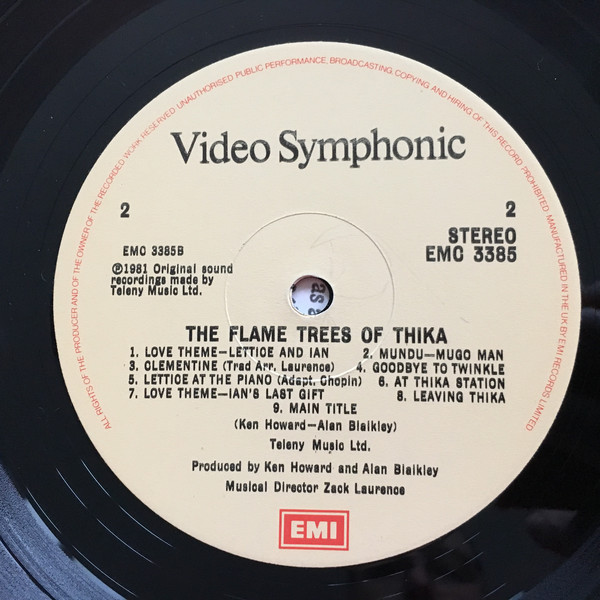 ALL RIGHTS OF THE PRODUCER AND OF THE OWNER OF THE RECORDED WORK RESERVED. UNAUTHORISED PUBLIC PERFORMANCE, BROADCASTING, COPYING AND HIRING OF THIS RECORD PROHIBITED. MANUFACTURED IN THE UK BY EMI RECORDS LIMITED
Video Symphonic
2
2
EMC 3385B
STEREO
EMC 3385
℗1981 Original sound
recordings made by
Teleny Music Ltd.
as
THE FLAME TREES OF THIKA
1. LOVE THEME—LETTICE AND IAN 2. MUNDU—MUGO MAN
3. CLEMENTINE (Trad Arr. Laurence) 4. GOODBYE TO TWINKLE
5. LETTICE AT THE PIANO (Adapt. Chopin) 6. AT THIKA STATION
7. LOVE THEME—IAN'S LAST GIFT 8. LEAVING THIKA
9. MAIN TITLE
(Ken Howard—Alan Blaikley)
Teleny Music Ltd.
Produced by Ken Howard and Alan Blaikley
Musical Director Zack Laurence
EMI